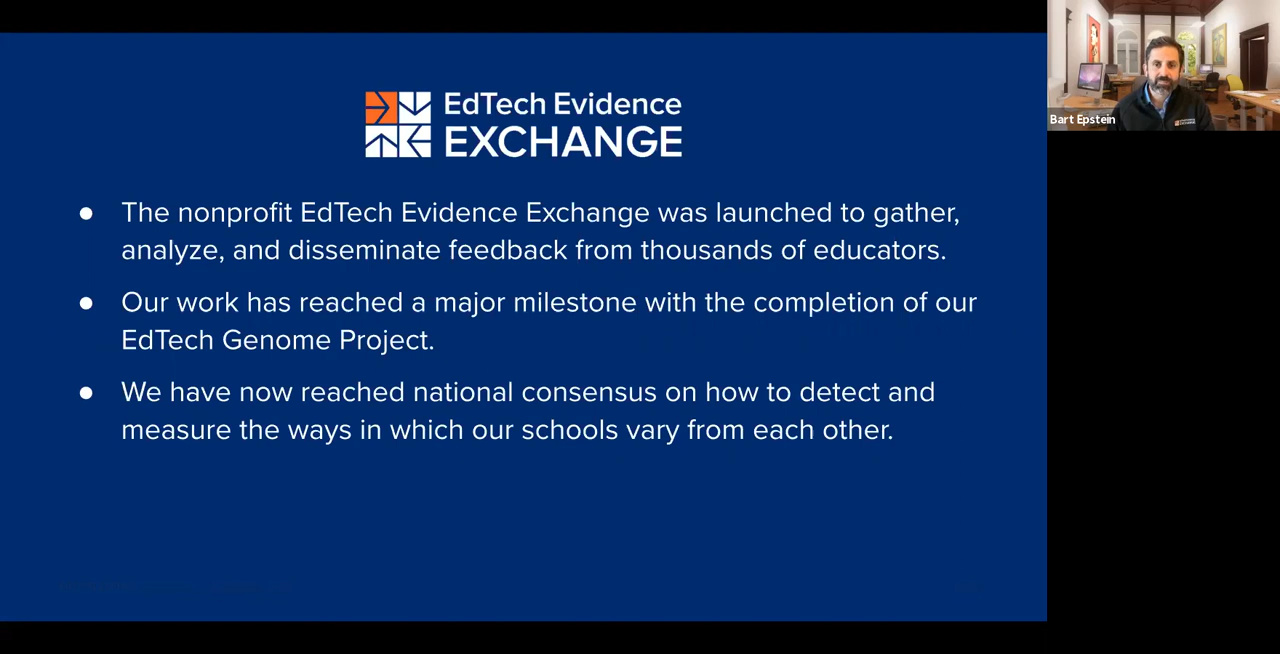 EdTech Evidence
EXCHANGE
Bart Epstein
● The nonprofit EdTech Evidence Exchange was launched to gather,
analyze, and disseminate feedback from thousands of educators.
● Our work has reached a major milestone with the completion of our
EdTech Genome Project.
● We have now reached national consensus on how to detect and
measure the ways in which our schools vary from each other.